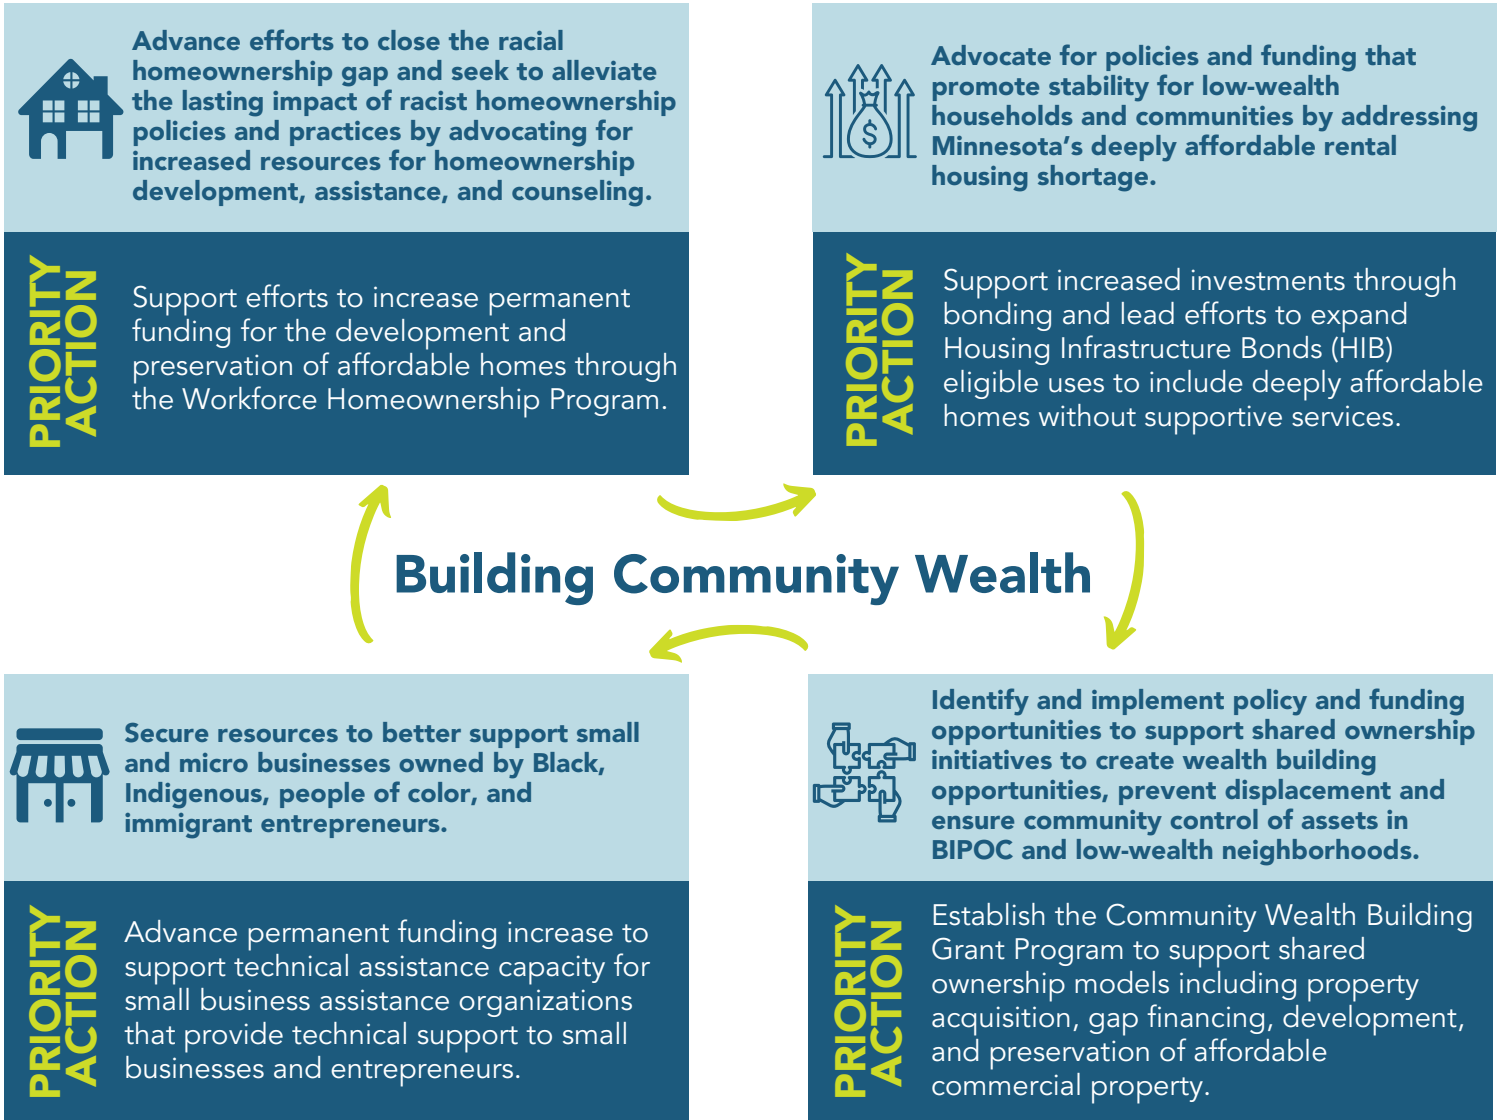 Advance efforts to close the racial
homeownership gap and seek to alleviate
the lasting impact of racist homeownership
policies and practices by advocating for
increased resources for homeownership
development, assistance, and counseling.
PRIORITY
ACTION
Support efforts to increase permanent
funding for the development and
preservation of affordable homes through
the Workforce Homeownership Program.
Advocate for policies and funding that
promote stability for low-wealth
households and communities by addressing
Minnesota’s deeply affordable rental
housing shortage.
PRIORITY
ACTION
Support increased investments through
bonding and lead efforts to expand
Housing Infrastructure Bonds (HIB)
eligible uses to include deeply affordable
homes without supportive services.
Building Community Wealth
Secure resources to better support small
and micro businesses owned by Black,
Indigenous, people of color, and
immigrant entrepreneurs.
PRIORITY
ACTION
Advance permanent funding increase to
support technical assistance capacity for
small business assistance organizations
that provide technical support to small
businesses and entrepreneurs.
Identify and implement policy and funding
opportunities to support shared ownership
initiatives to create wealth building
opportunities, prevent displacement and
ensure community control of assets in
BIPOC and low-wealth neighborhoods.
PRIORITY
ACTION
Establish the Community Wealth Building
Grant Program to support shared
ownership models including property
acquisition, gap financing, development,
and preservation of affordable
commercial property.